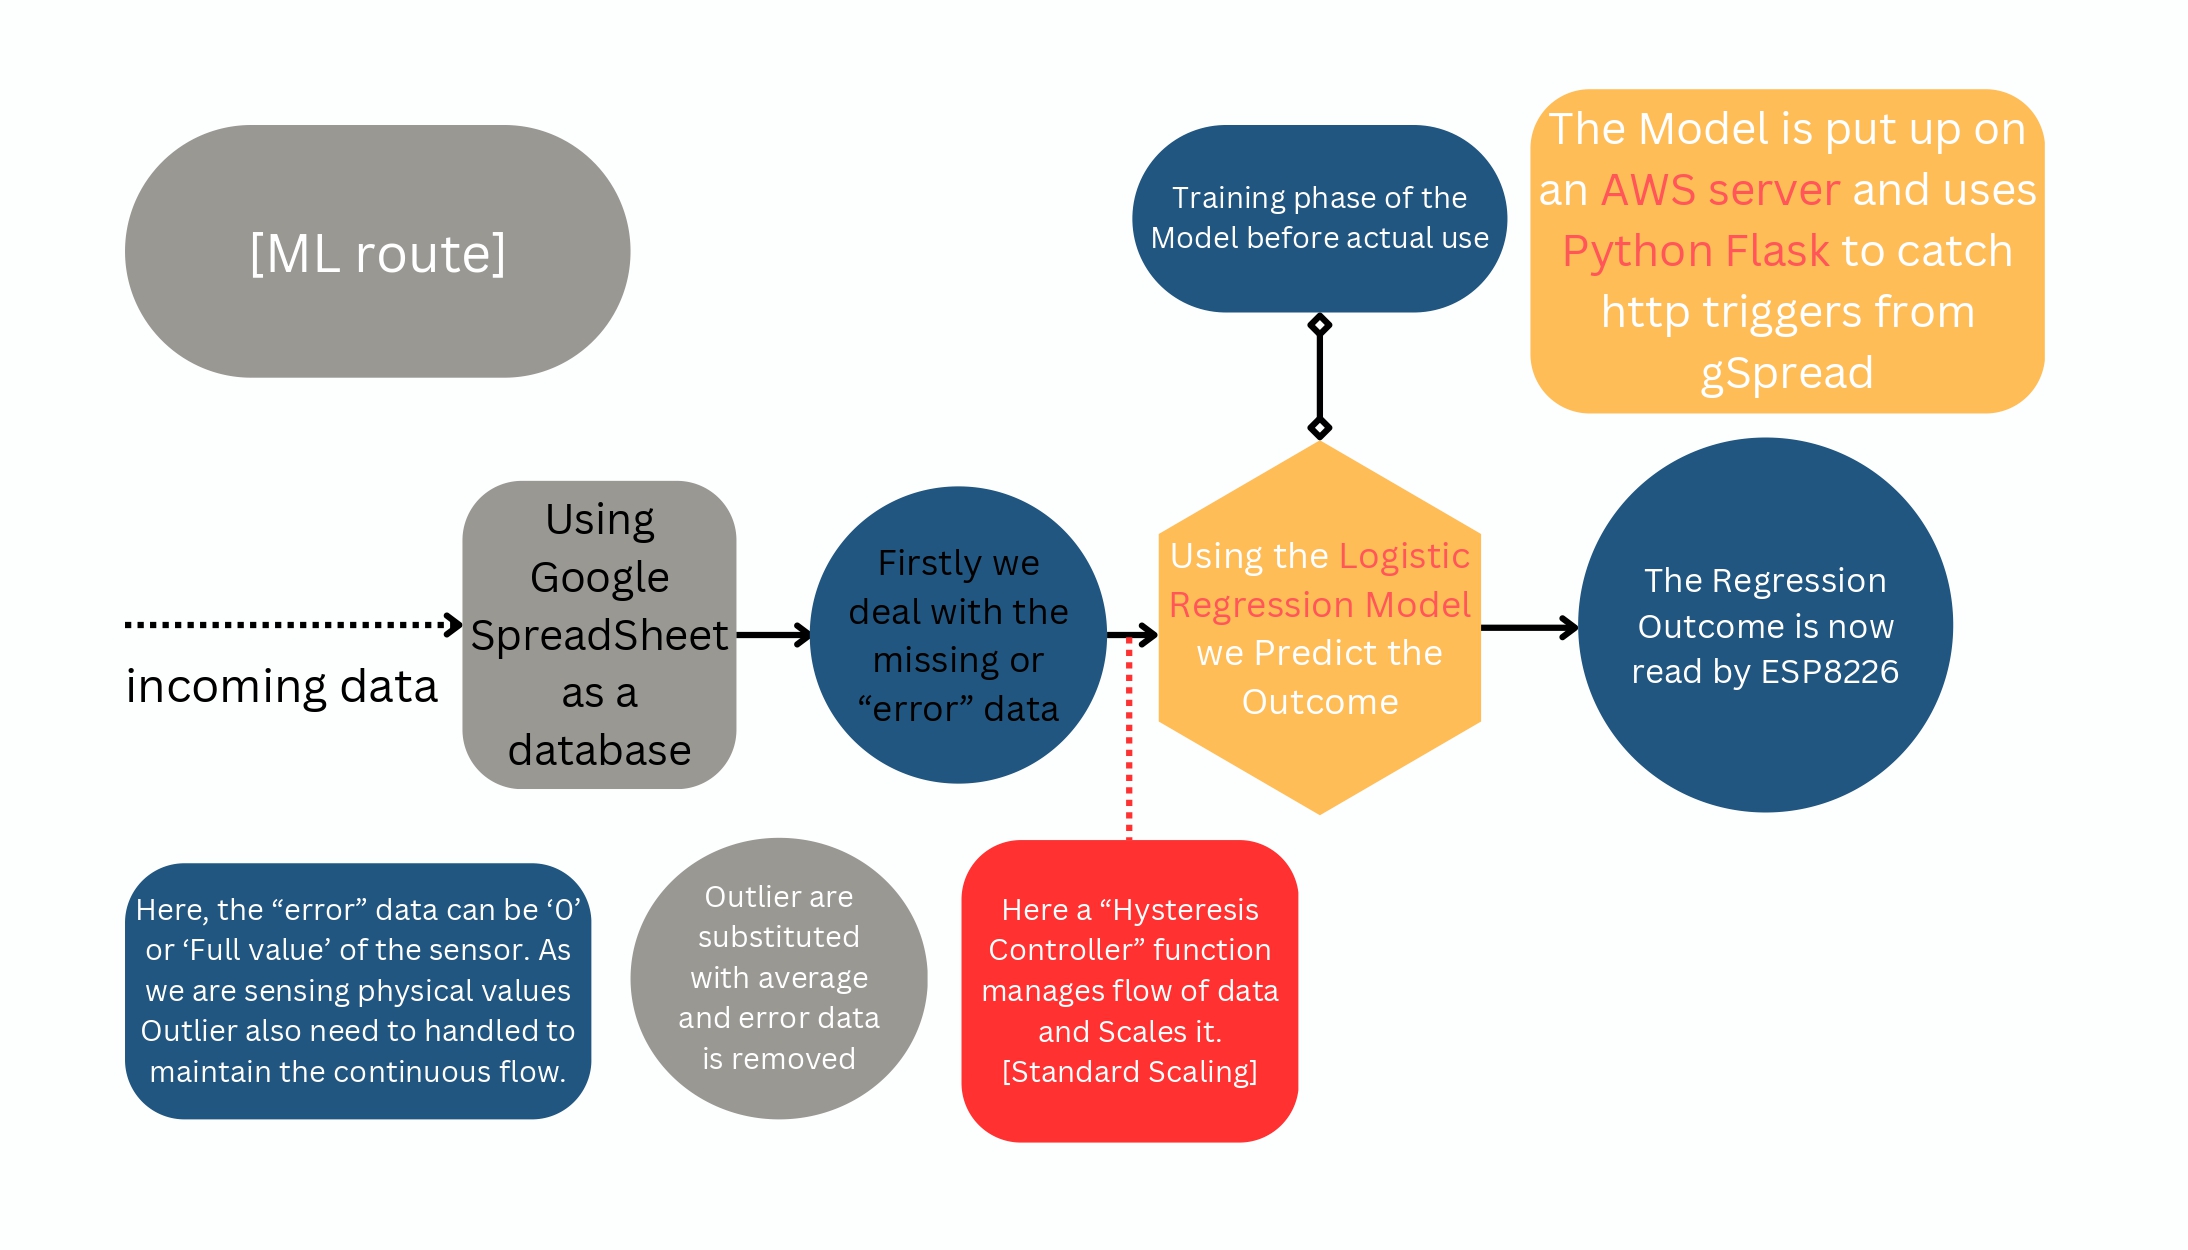 [ML route]
Training phase of the
Model before actual use
The Model is put up on
an AWS server and uses
Python Flask to catch
http triggers from
gSpread
incoming data
Using
Google
SpreadSheet
as a
database
Firstly we
deal with the
missing or
“error” data
Using the Logistic
Regression Model
we Predict the
Outcome
The Regression
Outcome is now
read by ESP8226
Here, the “error” data can be ‘0’
or ‘Full value’ of the sensor. As
we are sensing physical values
Outlier also need to handled to
maintain the continuous flow.
Outlier are
substituted
with average
and error data
is removed
Here a “Hysteresis
Controller” function
manages flow of data
and Scales it.
[Standard Scaling]